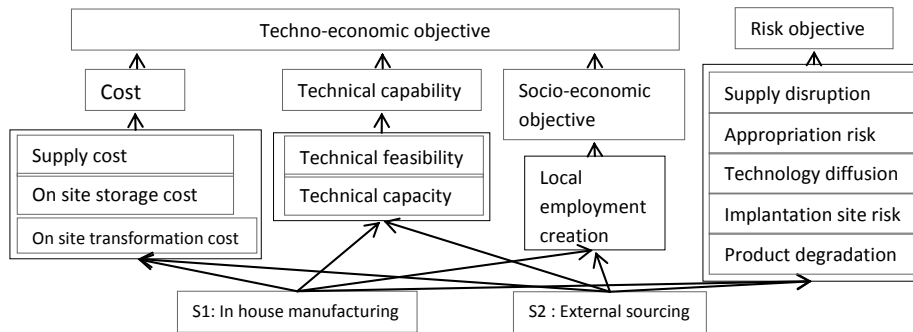 Techno-economic objective
Risk objective
Cost
Technical capability
Socio-economic
objective
Supply cost
On site storage cost
On site transformation cost
Technical feasibility
Technical capacity
Local
employment
creation
Supply disruption
Appropriation risk
Technology diffusion
Implantation site risk
Product degradation
S1: In house manufacturing
S2 : External sourcing